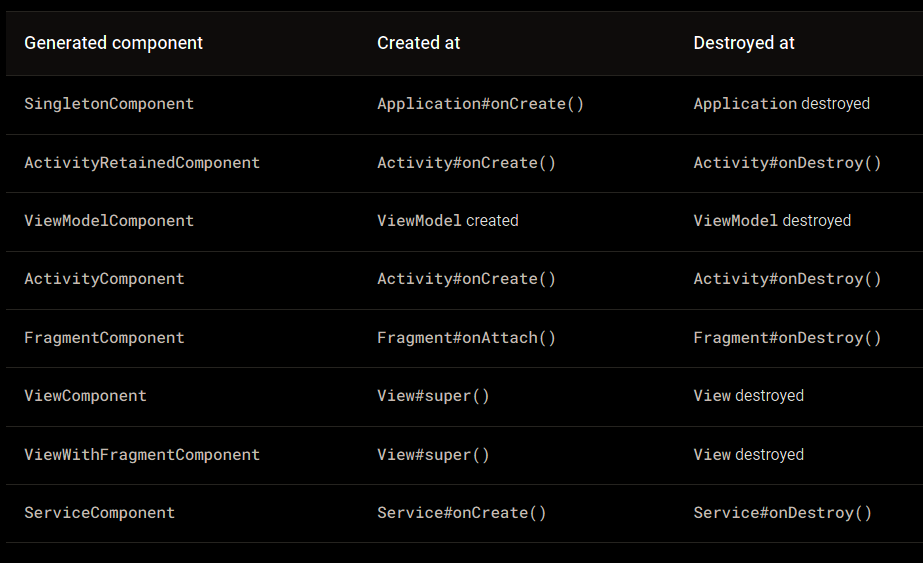 Generated component Created at Destroyed at
SingletonComponent Application#onCreate() Application destroyed
ActivityRetainedComponent Activity#onCreate() Activity#onDestroy()
ViewModelComponent ViewModel created ViewModel destroyed
ActivityComponent Activity#onCreate() Activity#onDestroy()
FragmentComponent Fragment#onAttach() Fragment#onDestroy()
ViewComponent View#super() View destroyed
ViewWithFragmentComponent View#super() View destroyed
ServiceComponent Service#onCreate() Service#onDestroy()